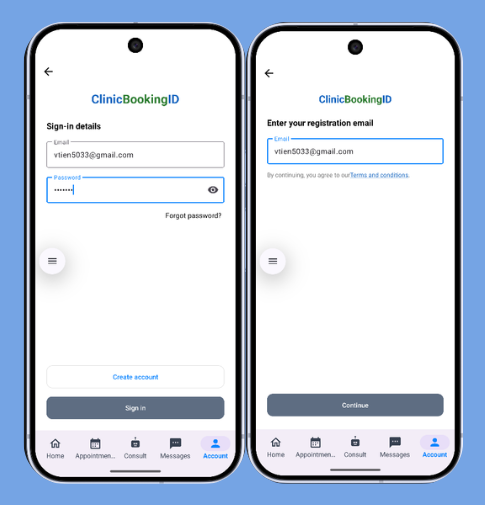 ClinicBookingID
Sign-in details
Email
vtien5033@gmail.com
Password
Forgot password?
Create account
Sign in
Home
Appointmen...
Consult
Messages
Account
ClinicBookingID
Enter your registration email
Email
vtien5033@gmail.com
By continuing, you agree to ourTerms and conditions.
Continue
Home
Appointmen...
Consult
Messages
Account